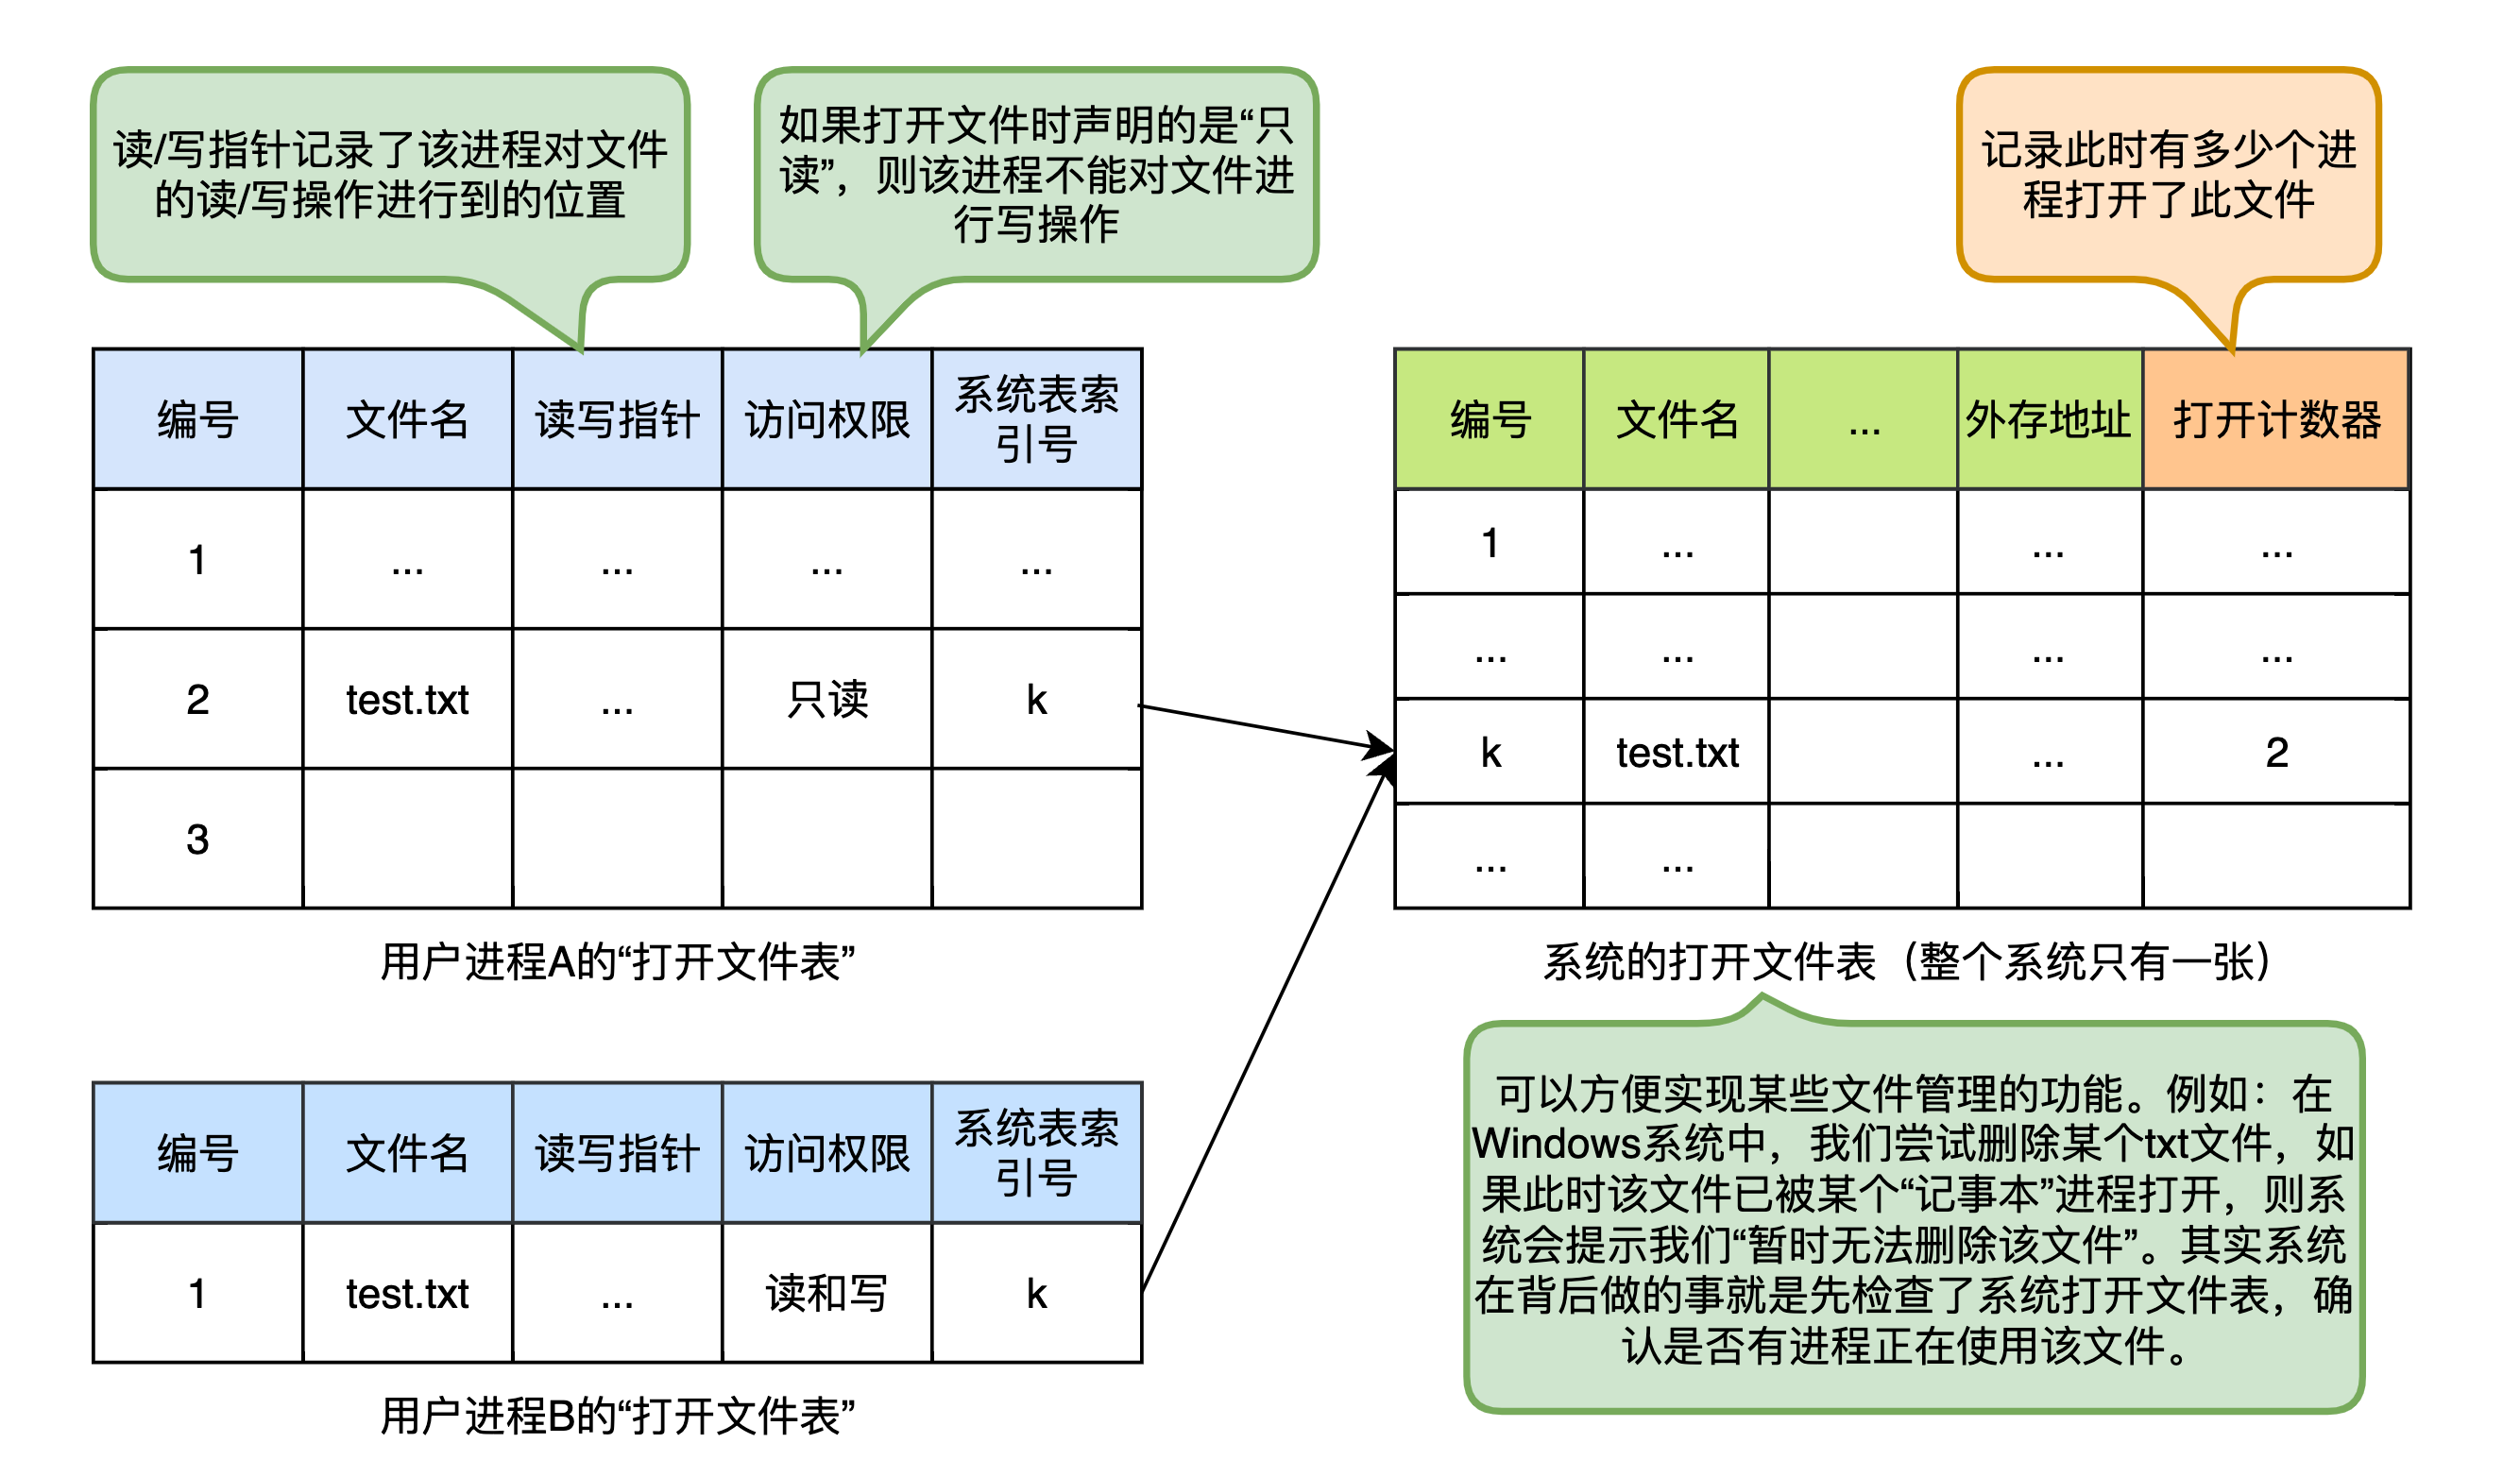 读/写指针记录了该进程对文件
的读/写操作进行到的位置
如果打开文件时声明的是“只
读”，则该进程不能对文件进
行写操作
记录此时有多少个进
程打开了此文件
编号 文件名 读写指针 访问权限 系统表索
引号
1 ... ... ... ...
2 test.txt ... 只读 k
3
用户进程A的“打开文件表”
编号 文件名 ... 外存地址 打开计数器
1 ... ... ...
... ... ... ...
k test.txt ... 2
... ...
系统的打开文件表（整个系统只有一张）
可以方便实现某些文件管理的功能。例如：在
Windows系统中，我们尝试删除某个txt文件，如
果此时该文件已被某个“记事本”进程打开，则系
统会提示我们“暂时无法删除该文件”。其实系统
在背后做的事就是先检查了系统打开文件表，确
认是否有进程正在使用该文件。
编号 文件名 读写指针 访问权限 系统表索
引号
1 test.txt ... 读和写 k
用户进程B的“打开文件表”